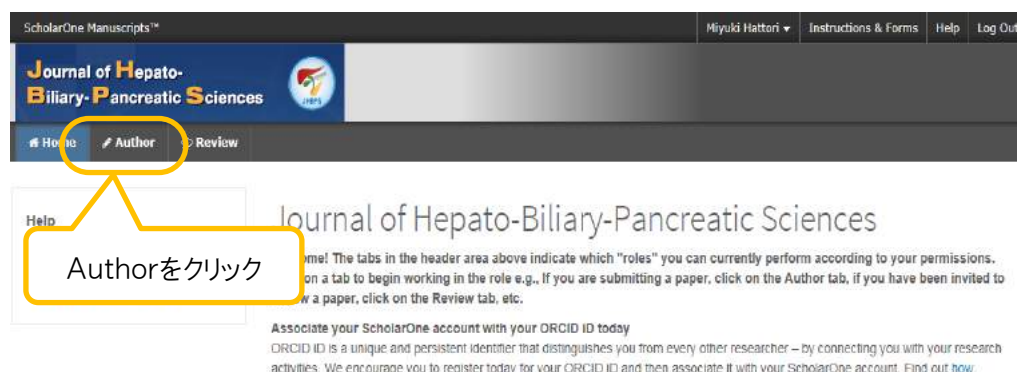 ScholarOne Manuscripts™
Miyuki Hattori Instructions & Forms Help Log Out
Journal of Hepato-
Biliary-Pancreatic Sciences
JHBPS
Home Author Review
Help
Journal of Hepato-Biliary-Pancreatic Sciences
Authorをクリック
ome! The tabs in the header area above indicate which "roles" you can currently perform according to your permissions.
on a tab to begin working in the role e.g., If you are submitting a paper, click on the Author tab, if you have been invited to
w a paper, click on the Review tab, etc.
Associate your ScholarOne account with your ORCID ID today
ORCID ID is a unique and persistent identifier that distinguishes you from every other researcher – by connecting you with your research
activities. We encourage you to register today for your ORCID ID and then associate it with your ScholarOne account. Find out how.